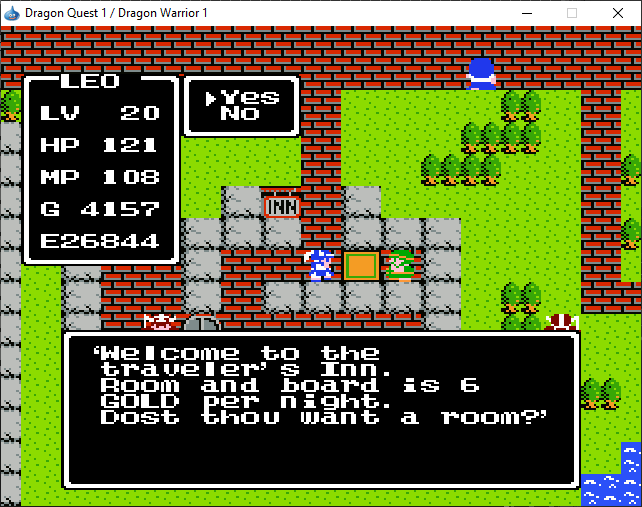 Dragon Quest 1 / Dragon Warrior 1
LEO
LV 20
HP 121
MP 108
G 4157
E26844
▶Yes
No
INN
‘Welcome to the
traveler’s Inn.
Room and board is 6
GOLD per night.
Dost thou want a room?’